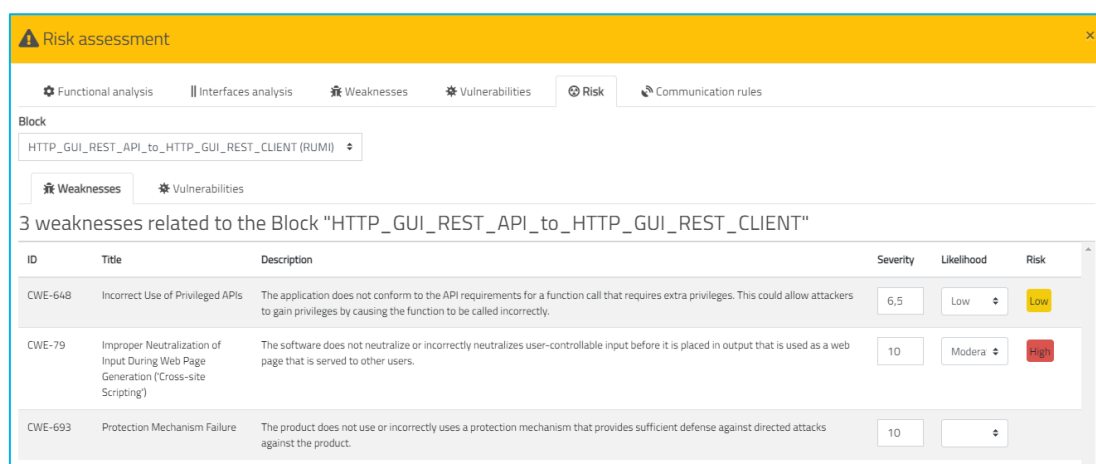 Risk assessment
×
Functional analysis Interfaces analysis Weaknesses Vulnerabilities Risk Communication rules
Block
HTTP_GUI_REST_API_to_HTTP_GUI_REST_CLIENT (RUMI)
Weaknesses Vulnerabilities
3 weaknesses related to the Block "HTTP_GUI_REST_API_to_HTTP_GUI_REST_CLIENT"
ID Title Description Severity Likelihood Risk
CWE-648 Incorrect Use of Privileged APIs The application does not conform to the API requirements for a function call that requires extra privileges. This could allow attackers
to gain privileges by causing the function to be called incorrectly.
6,5 Low Low
CWE-79 Improper Neutralization of
Input During Web Page
Generation ('Cross-site
Scripting')
The software does not neutralize or incorrectly neutralizes user-controllable input before it is placed in output that is used as a web
page that is served to other users.
10 Modera High
CWE-693 Protection Mechanism Failure The product does not use or incorrectly uses a protection mechanism that provides sufficient defense against directed attacks
against the product.
10